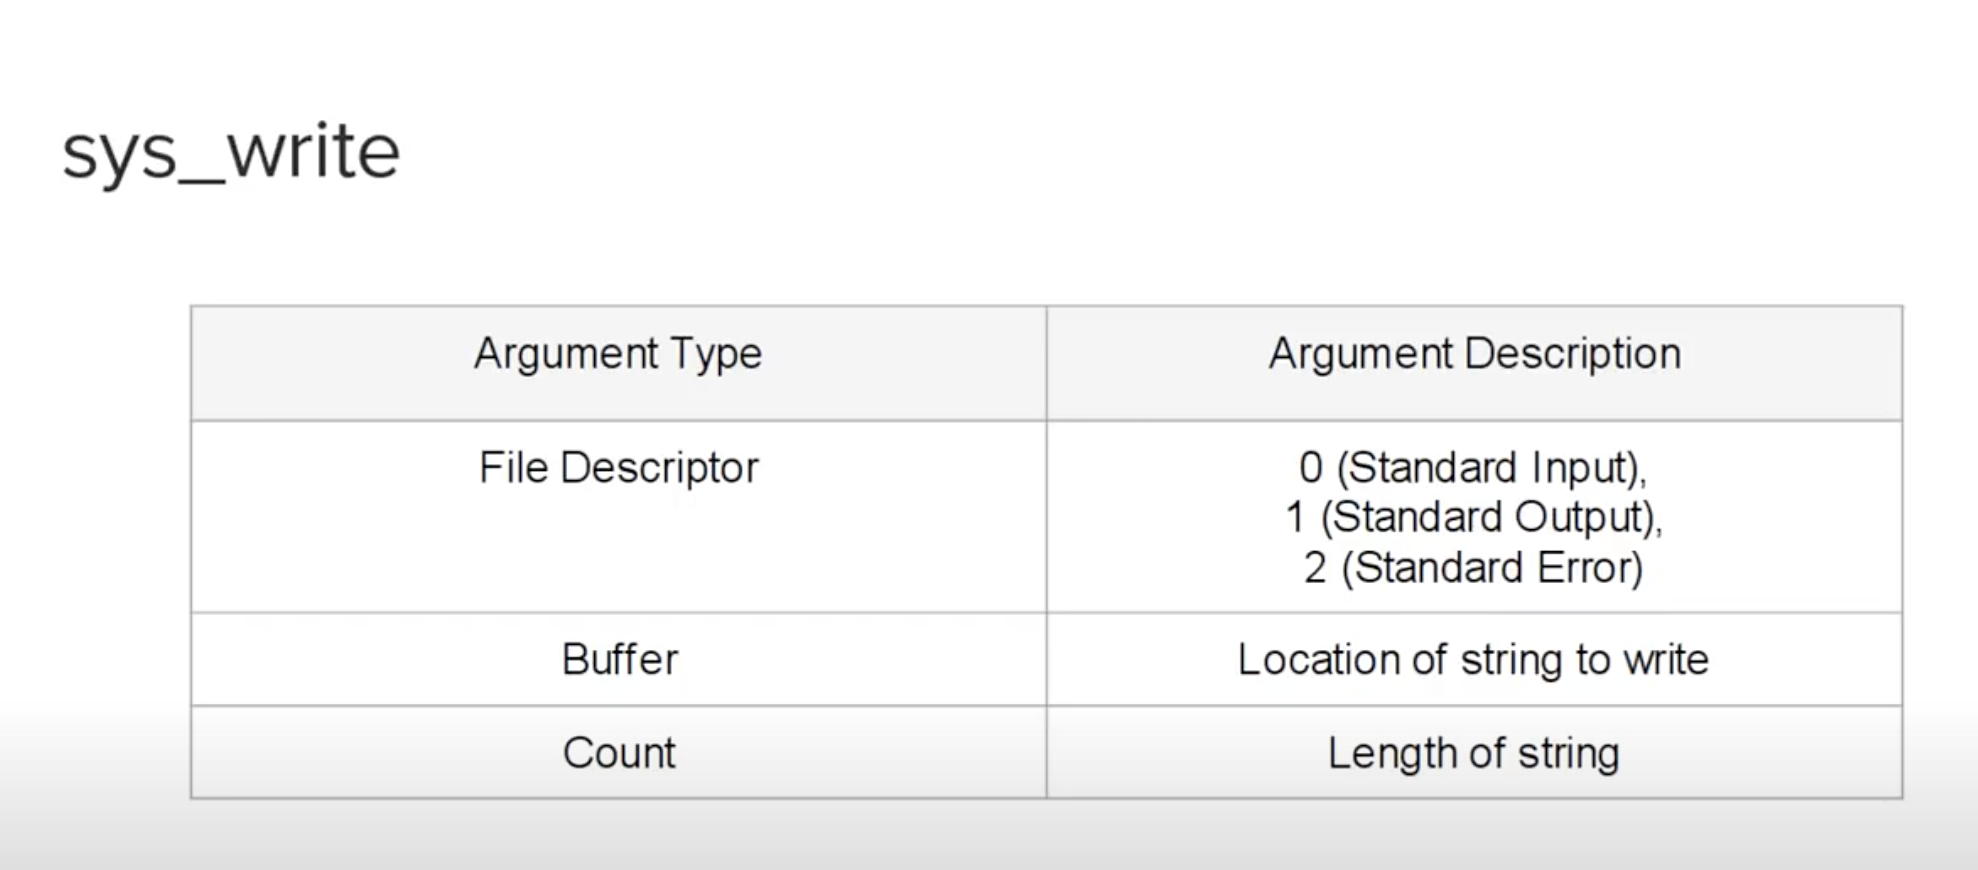 sys_write
Argument Type
Argument Description
File Descriptor
0 (Standard Input),
1 (Standard Output),
2 (Standard Error)
Buffer
Location of string to write
Count
Length of string